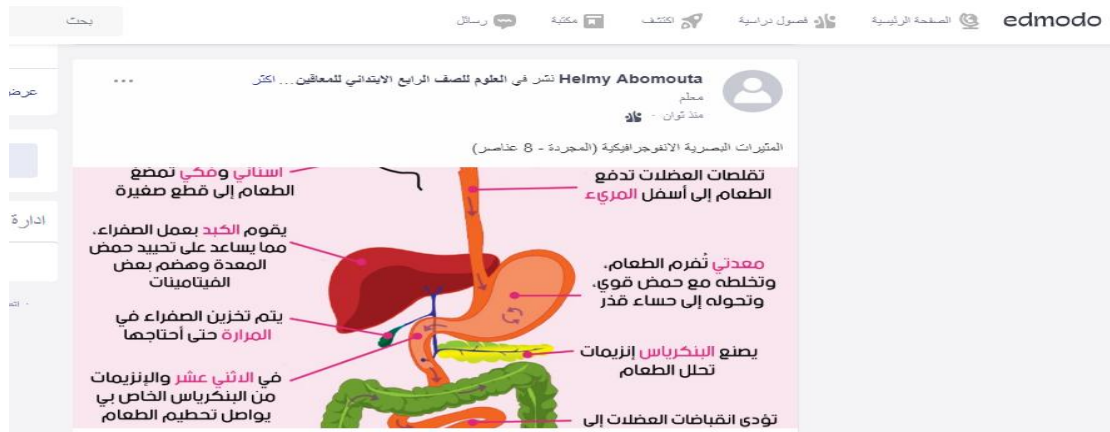 edmodo
الصفحة الرئيسية
فصول دراسية
اكتشف
مكتبة
رسائل
بحث
Helmy Abomouta نشر في العلوم للصف الرابع الابتدائي للمعاقين... اكثر
معلم
منذ ثوان
المثيرات البصرية الانفوجرافيكية (المجردة - 8 عناصر)
تقلصات العضلات تدفع
الطعام إلى أسفل المريء
معدتي تُفرم الطعام،
وتخلطه مع حمض قوي،
وتحوله إلى حساء قذر
يصنع البنكرياس إنزيمات
تحلل الطعام
تؤدي انقباضات العضلات إلى
أسناني وفكي تمضغ
الطعام إلى قطع صغيرة
يقوم الكبد بعمل الصفراء،
مما يساعد على تحييد حمض
المعدة وهضم بعض
الفيتامينات
يتم تخزين الصفراء في
المرارة حتى أحتاجها
في الاثني عشر والإنزيمات
من البنكرياس الخاص بي
يواصل تحطيم الطعام
ادارة